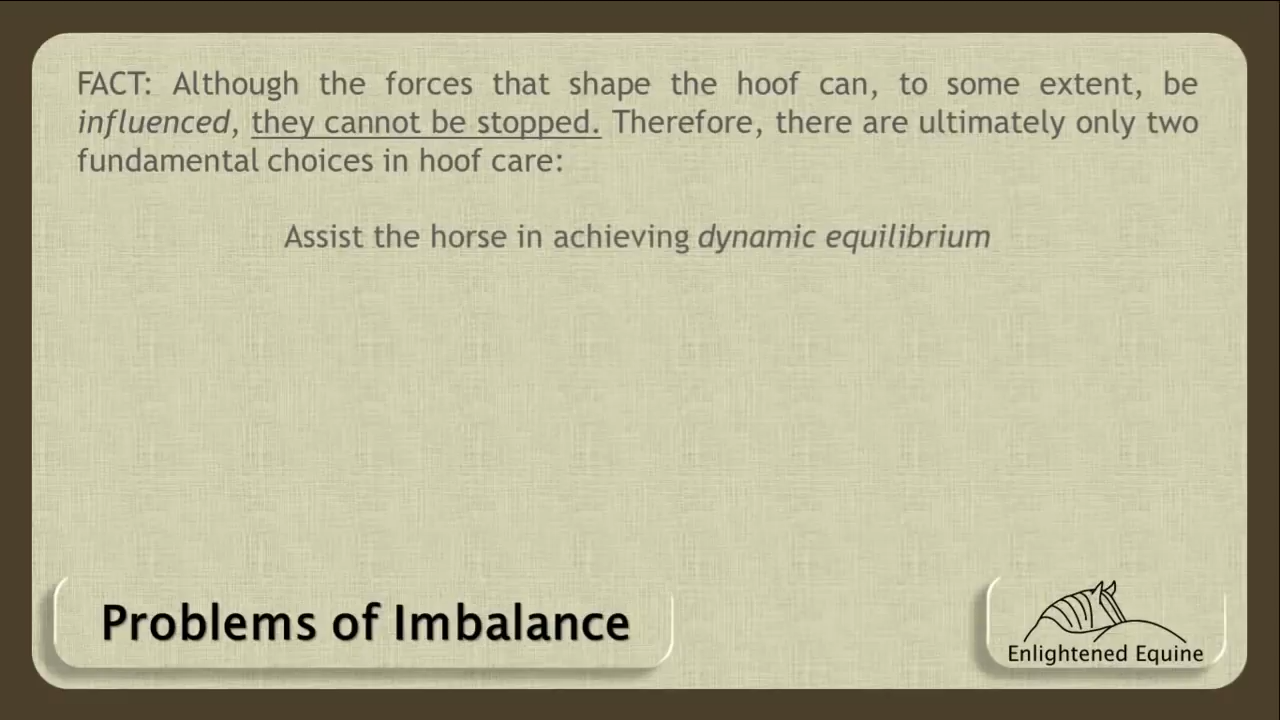 FACT: Although the forces that shape the hoof can, to some extent, be
influenced, they cannot be stopped. Therefore, there are ultimately only two
fundamental choices in hoof care:
Assist the horse in achieving dynamic equilibrium
Problems of Imbalance
Enlightened Equine